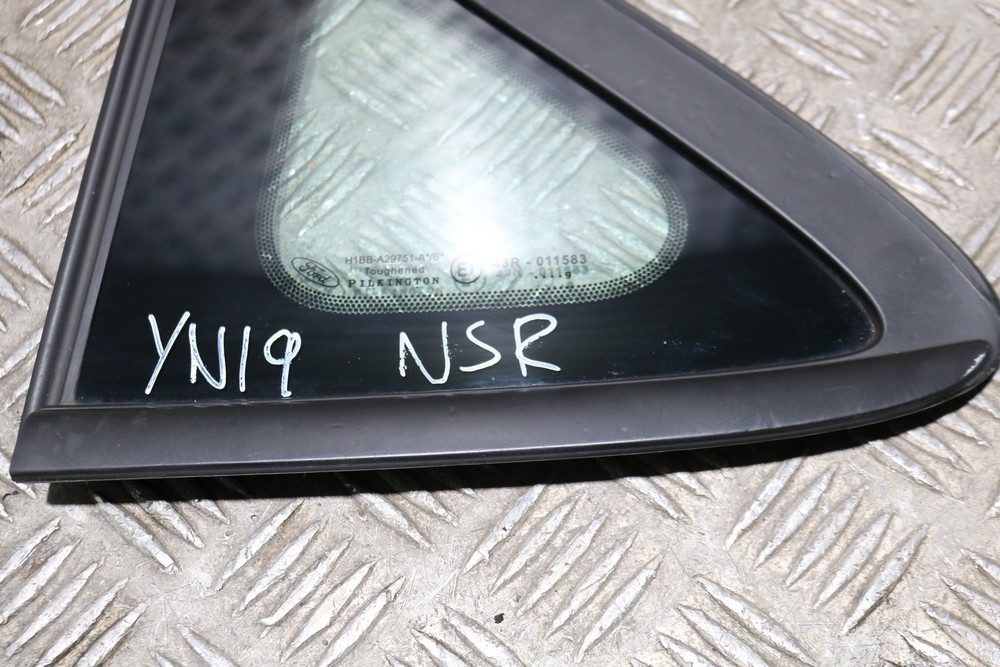 H1BB-A29751-A*/B*
Toughened
PILKINGTON
Ford
E1
43R - 011583
YN19 NSR